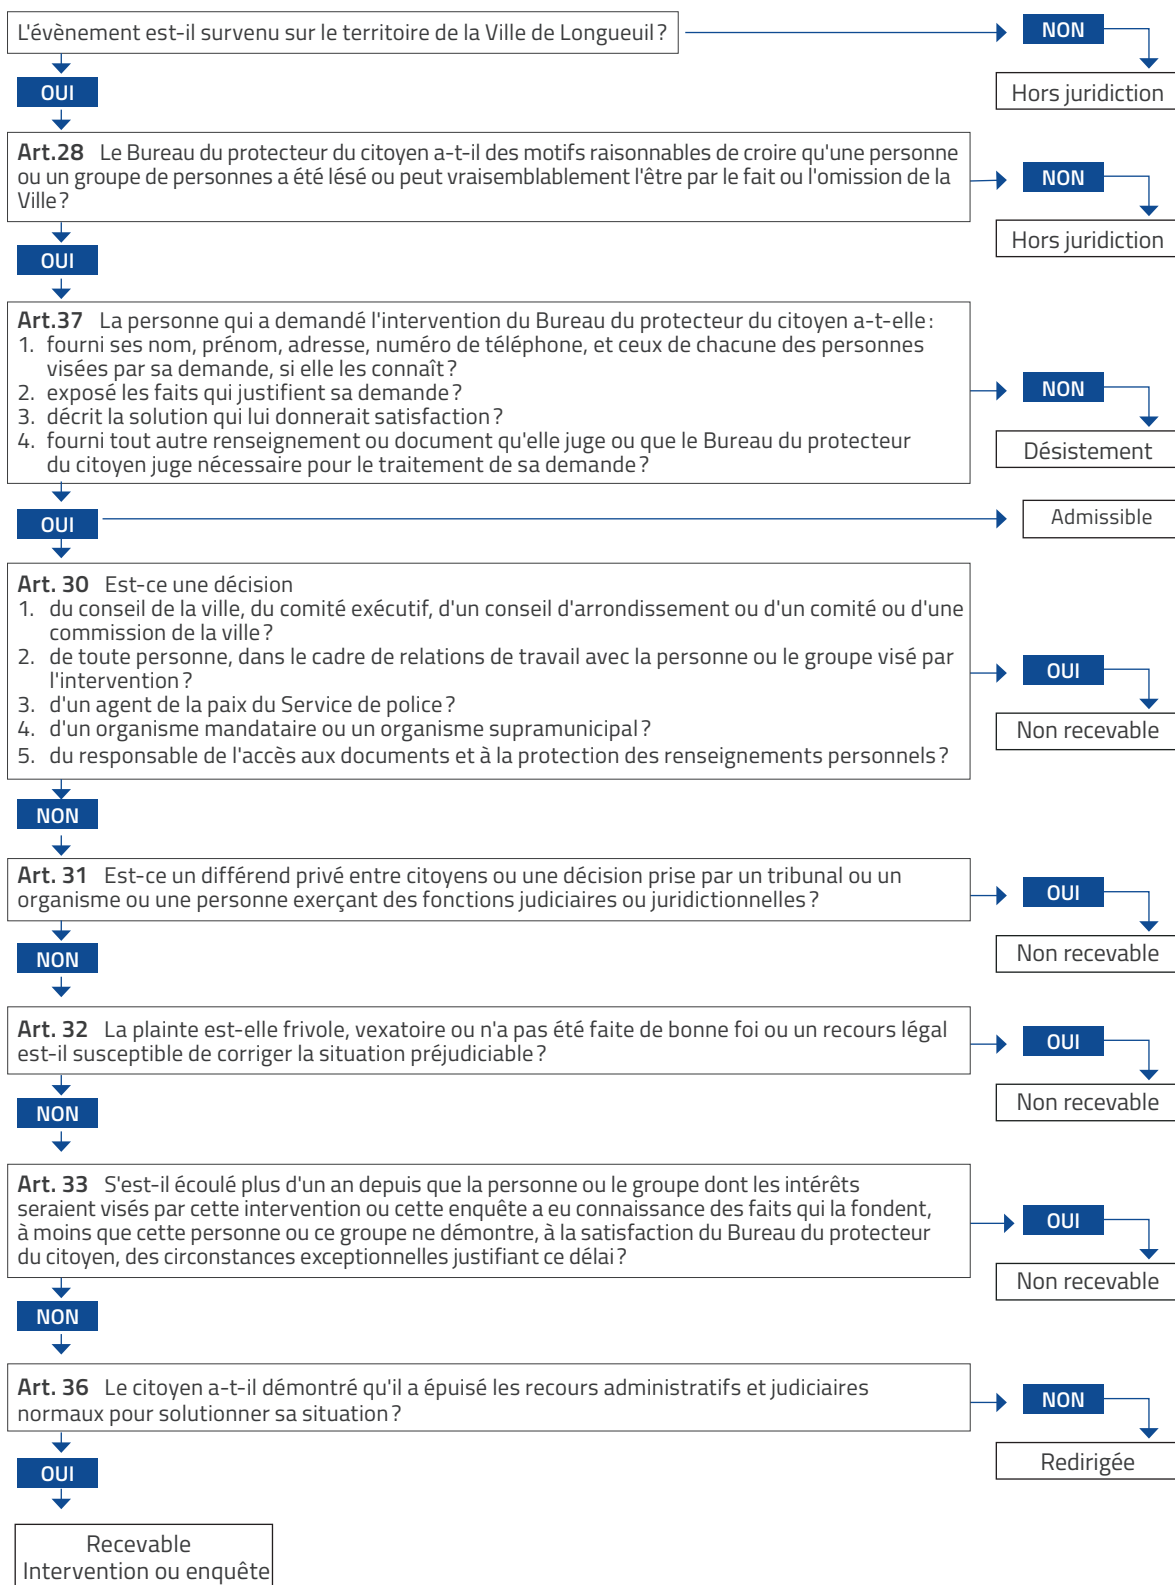 L'évènement est-il survenu sur le territoire de la Ville de Longueuil ?
NON
Hors juridiction
OUI
Art.28 Le Bureau du protecteur du citoyen a-t-il des motifs raisonnables de croire qu'une personne
ou un groupe de personnes a été lésé ou peut vraisemblablement l'être par le fait ou l'omission de la
Ville ?
NON
Hors juridiction
OUI
Art.37 La personne qui a demandé l'intervention du Bureau du protecteur du citoyen a-t-elle :
1. fourni ses nom, prénom, adresse, numéro de téléphone, et ceux de chacune des personnes
visées par sa demande, si elle les connaît ?
2. exposé les faits qui justifient sa demande ?
3. décrit la solution qui lui donnerait satisfaction ?
4. fourni tout autre renseignement ou document qu'elle juge ou que le Bureau du protecteur
du citoyen juge nécessaire pour le traitement de sa demande ?
NON
Désistement
OUI
Admissible
Art. 30 Est-ce une décision
1. du conseil de la ville, du comité exécutif, d'un conseil d'arrondissement ou d'un comité ou d'une
commission de la ville ?
2. de toute personne, dans le cadre de relations de travail avec la personne ou le groupe visé par
l'intervention ?
3. d'un agent de la paix du Service de police ?
4. d'un organisme mandataire ou un organisme supramunicipal ?
5. du responsable de l'accès aux documents et à la protection des renseignements personnels ?
OUI
Non recevable
NON
Art. 31 Est-ce un différend privé entre citoyens ou une décision prise par un tribunal ou un
organisme ou une personne exerçant des fonctions judiciaires ou juridictionnelles ?
OUI
Non recevable
NON
Art. 32 La plainte est-elle frivole, vexatoire ou n'a pas été faite de bonne foi ou un recours légal
est-il susceptible de corriger la situation préjudiciable ?
OUI
Non recevable
NON
Art. 33 S'est-il écoulé plus d'un an depuis que la personne ou le groupe dont les intérêts
seraient visés par cette intervention ou cette enquête a eu connaissance des faits qui la fondent,
à moins que cette personne ou ce groupe ne démontre, à la satisfaction du Bureau du protecteur
du citoyen, des circonstances exceptionnelles justifiant ce délai ?
OUI
Non recevable
NON
Art. 36 Le citoyen a-t-il démontré qu'il a épuisé les recours administratifs et judiciaires
normaux pour solutionner sa situation ?
NON
Redirigée
OUI
Recevable
Intervention ou enquête